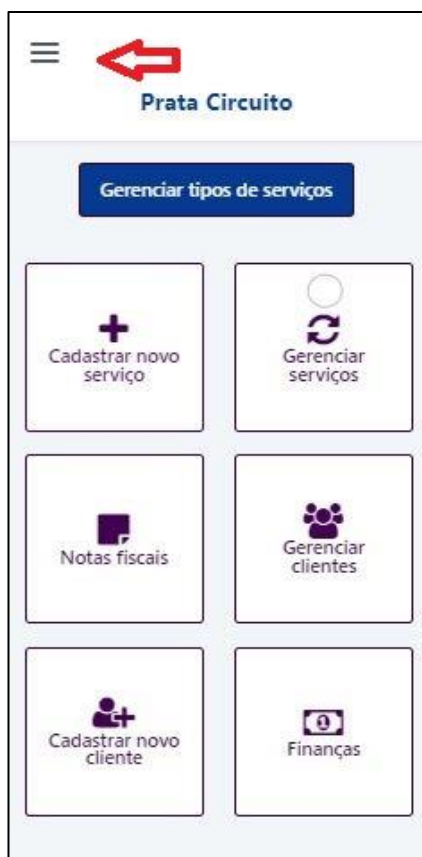 Prata Circuito
Gerenciar tipos de serviços
Cadastrar novo
serviço
Gerenciar
serviços
Notas fiscais
Gerenciar
clientes
Cadastrar novo
cliente
Finanças